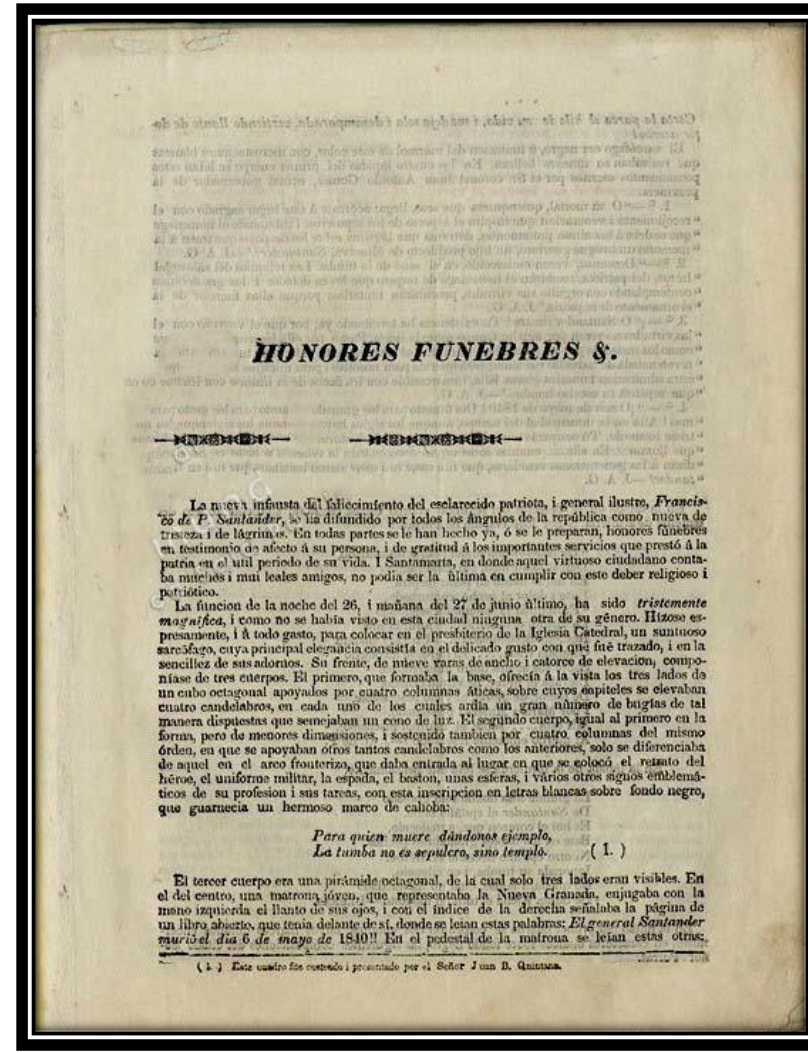 HONORES FUNEBRES &.
La nueva infausta del fallecimiento del esclarecido patriota, i general ilustre, Francis-
co de P. Santander, se ha difundido por todos los ángulos de la república como nueva de
tristeza i de lágrimas. En todas partes se le han hecho ya, ó se le preparan, honores fúnebres
en testimonio de afecto á su persona, i de gratitud á los importantes servicios que prestó á la
patria en el util periodo de su vida. I Santamarta, en donde aquel virtuoso ciudadano conta-
ba muchos i mui leales amigos, no podia ser la última en cumplir con este deber religioso i
patriótico.
La funcion de la noche del 26, i mañana del 27 de junio último, ha sido tristemente
magnífica, i como no se había visto en esta ciudad ninguna otra de su género. Hízose es-
presamente, i á todo gasto, para colocar en el presbiterio de la Iglesia Catedral, un suntuoso
sarcófago, cuya principal elegancia consistía en el delicado gusto con qué fué trazado, i en la
sencillez de sus adornos. Su frente, de nueve varas de ancho i catorce de elevacion, compo-
níase de tres cuerpos. El primero, que formaba la base, ofrecía á la vista los tres lados de
un cubo octagonal apoyados por cuatro columnas áticas, sobre cuyos capiteles se elevaban
cuatro candelabros, en cada uno de los cuales ardia un gran número de bugías de tal
manera dispuestas que semejaban un cono de luz. El segundo cuerpo, igual al primero en la
forma, pero de menores dimensiones, i sostenido tambien por cuatro columnas del mismo
órden, en que se apoyaban otros tantos candelabros como los anteriores, solo se diferenciaba
de aquel en el arco fronterizo, que daba entrada al lugar en que se colocó el retrato del
héroe, el uniforme militar, la espada, el baston, unas esferas, i vários otros signos emblemá-
ticos de su profesion i sus tareas, con esta inscripcion en letras blancas sobre fondo negro,
que guarnecia un hermoso marco de cahoba:
Para quien muere dándonos ejemplo,
La tumba no es sepulcro, sino templo. ( 1. )
El tercer cuerpo era una pirámide octagonal, de la cual solo tres lados eran visibles. En
el del centro, una matrona jóven, que representaba la Nueva Granada, enjugaba con la
mano izquierda el llanto de sus ojos, i con el índice de la derecha señalaba la página de
un libro abierto, que tenia delante de sí, donde se leian estas palabras: El general Santander
murió el dia 6 de mayo de 1840!! En el pedestal de la matrona se leían estas otras:
( 1. ) Este cuadro fué costeado i presentado por el Señor Juan B. Quintana.